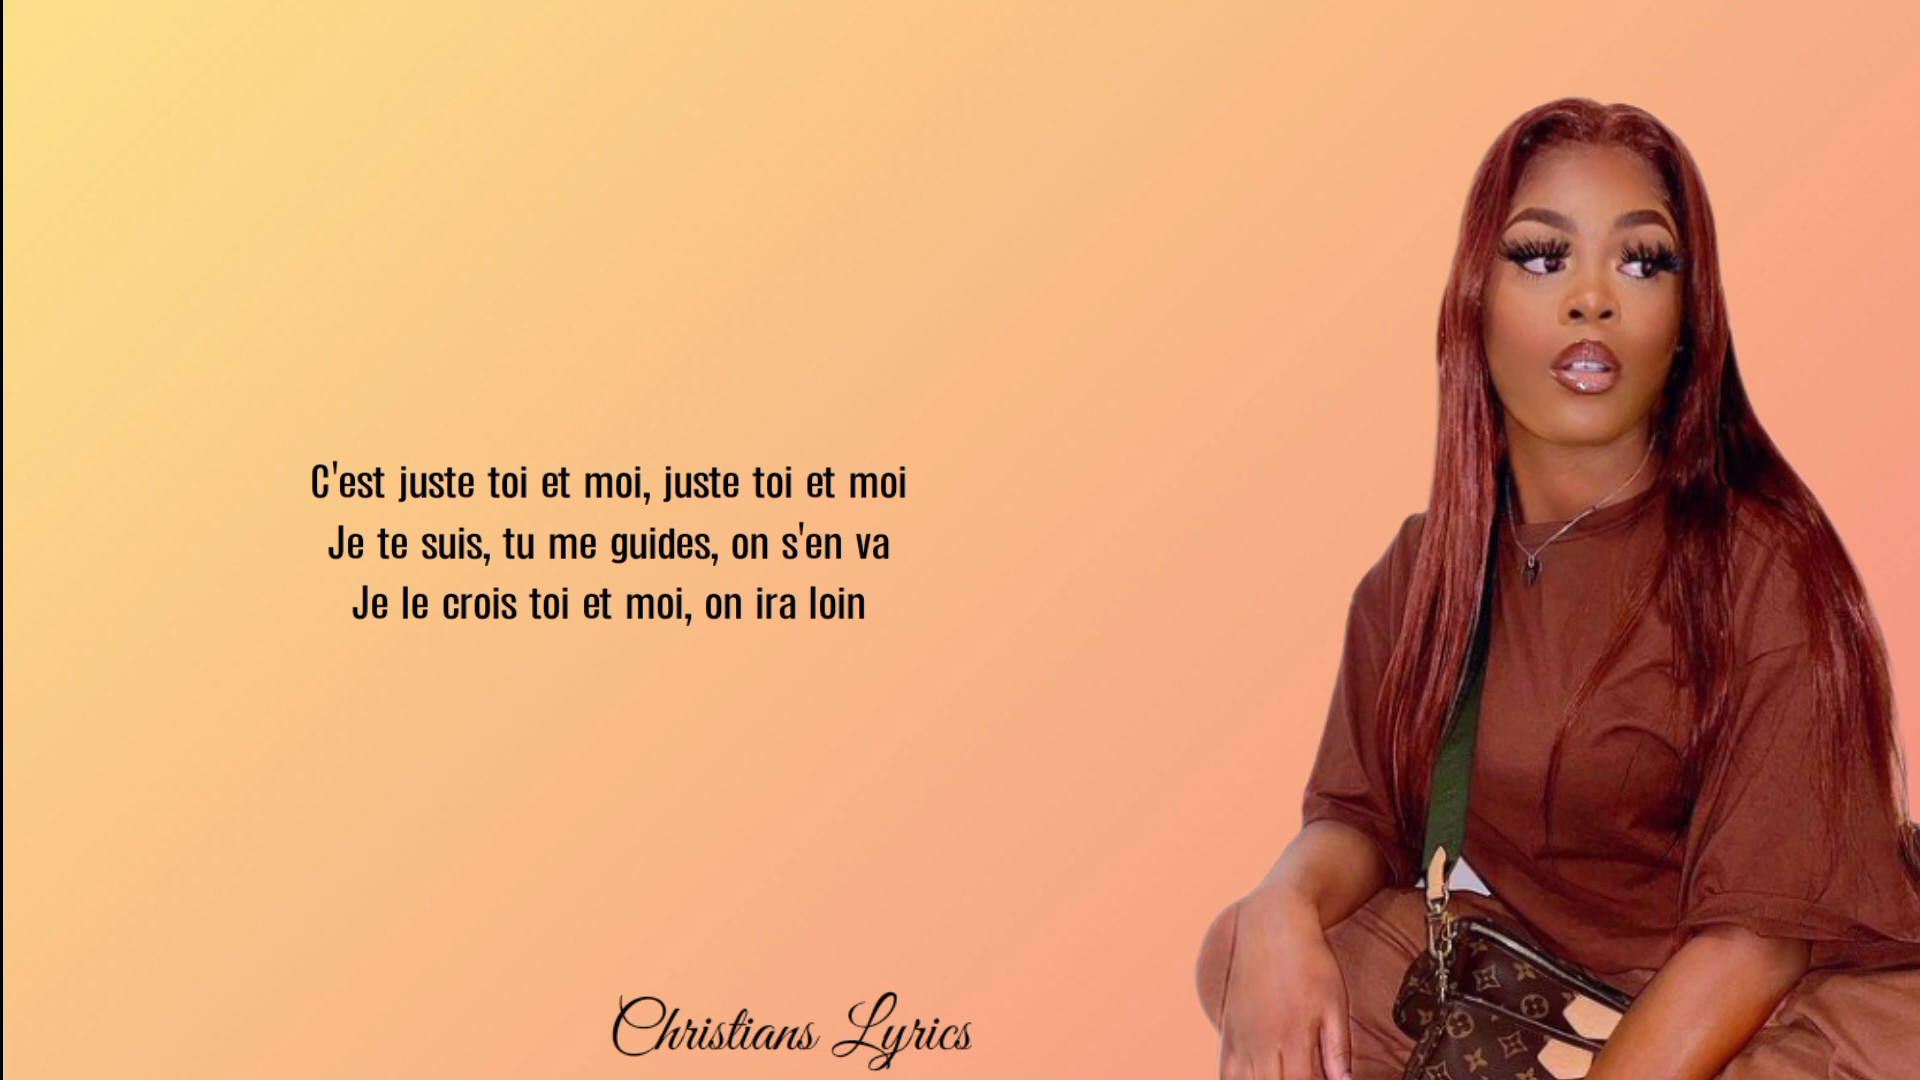 C'est juste toi et moi, juste toi et moi
Je te suis, tu me guides, on s'en va
Je le crois toi et moi, on ira loin
Christians Lyrics